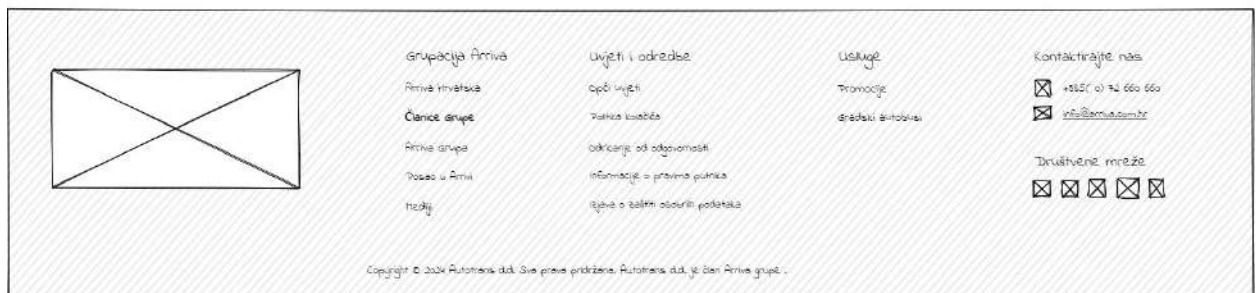 Grupacija Arriva
Arriva Hrvatska
Članice Grupe
Arriva Grupa
Posao u Arrivi
Mediji
Uvjeti i odredbe
Opći uvjeti
Politika kolačića
Odricanje od odgovornosti
Informacije o pravima putnika
Izjava o zaštiti osobnih podataka
Usluge
Promocije
Gradski autobusi
Kontaktirajte nas
+385( 0) 72 660 660
info@arriva.com.hr
Društvene mreže
Copyright © 2024 Autotrans d.d. Sva prava pridržana. Autotrans d.d. je član Arriva grupe .